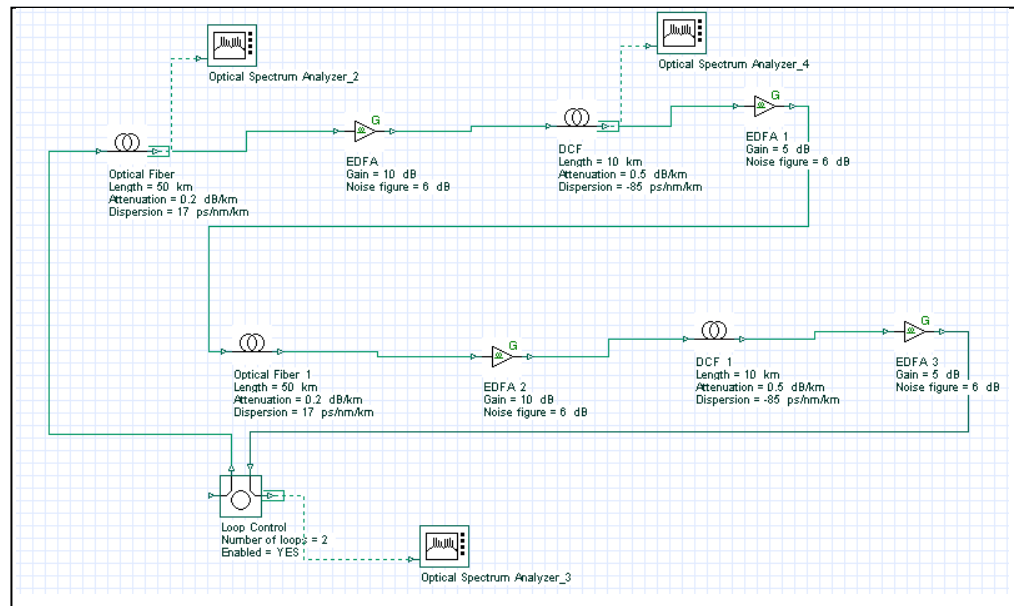 Optical Spectrum Analyzer_2
Optical Spectrum Analyzer_4
Optical Fiber
Length = 50 km
Attenuation = 0.2 dB/km
Dispersion = 17 ps/nm/km
G
EDFA
Gain = 10 dB
Noise figure = 6 dB
DCF
Length = 10 km
Attenuation = 0.5 dB/km
Dispersion = -85 ps/nm/km
G
EDFA 1
Gain = 5 dB
Noise figure = 6 dB
Optical Fiber 1
Length = 50 km
Attenuation = 0.2 dB/km
Dispersion = 17 ps/nm/km
G
EDFA 2
Gain = 10 dB
Noise figure = 6 dB
DCF 1
Length = 10 km
Attenuation = 0.5 dB/km
Dispersion = -85 ps/nm/km
G
EDFA 3
Gain = 5 dB
Noise figure = 6 dB
Loop Control
Number of loops = 2
Enabled = YES
Optical Spectrum Analyzer_3